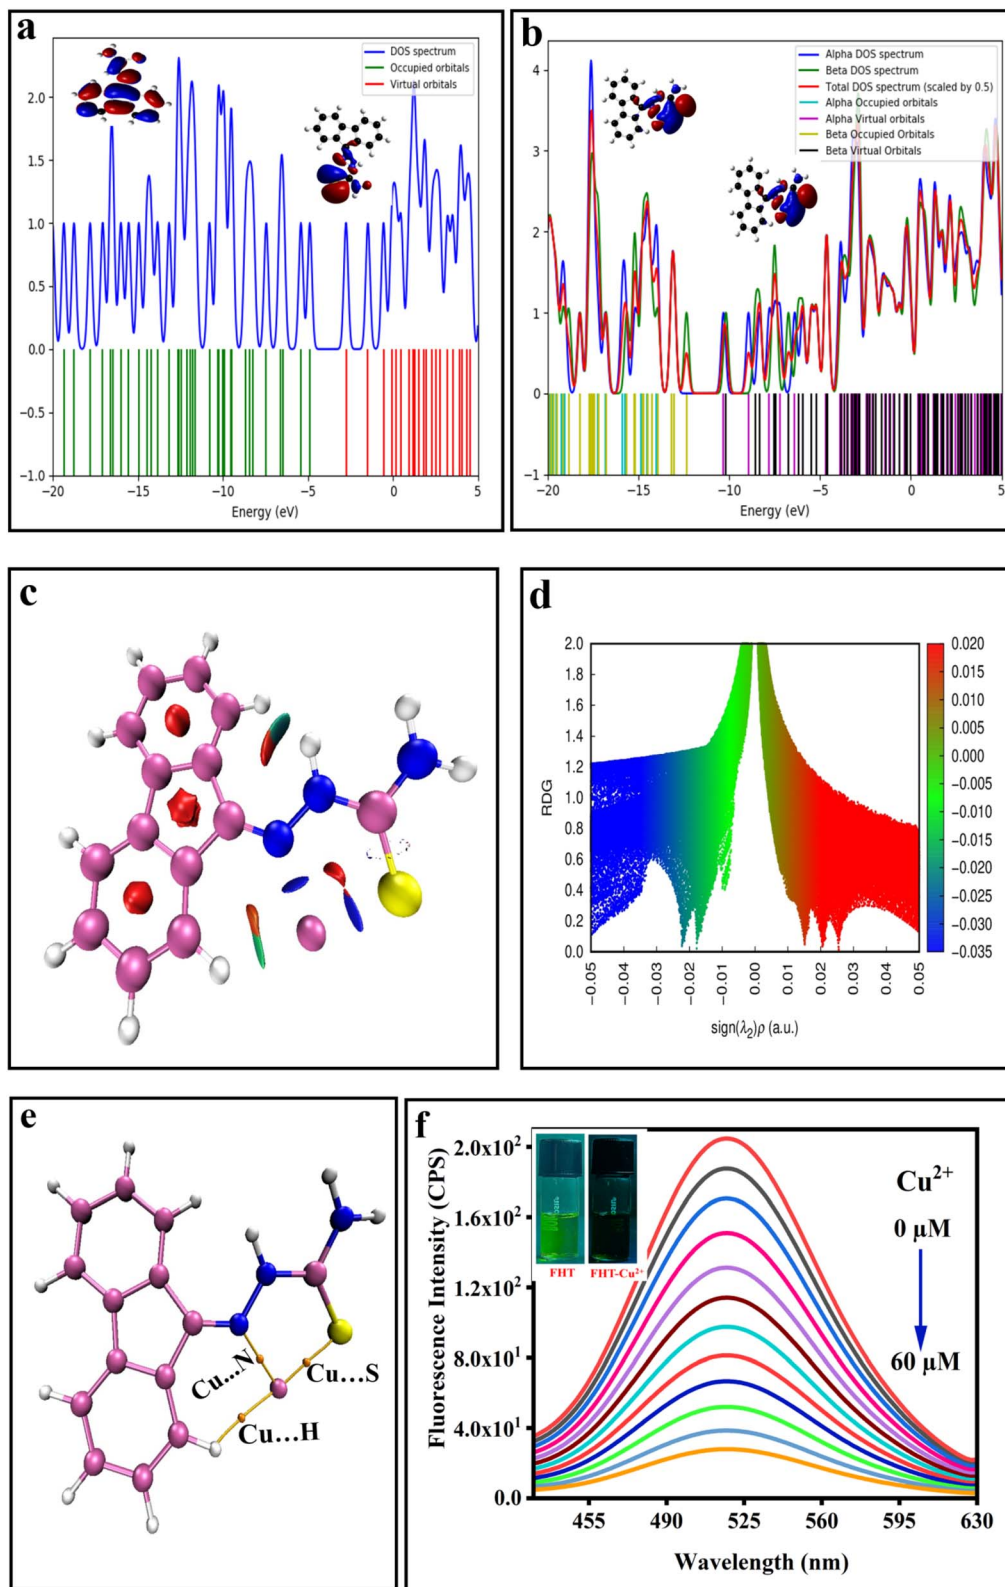 a
DOS spectrum
Occupied orbitals
Virtual orbitals
2.0
1.5
1.0
0.5
0.0
−0.5
−1.0
−20 −15 −10 −5 0 5
Energy (eV)
b
Alpha DOS spectrum
Beta DOS spectrum
Total DOS spectrum (scaled by 0.5)
Alpha Occupied orbitals
Alpha Virtual orbitals
Beta Occupied Orbitals
Beta Virtual Orbitals
4
3
2
1
0
−1
−20 −15 −10 −5 0 5
Energy (eV)
c
d
RDG
2.0
1.8
1.6
1.4
1.2
1.0
0.8
0.6
0.4
0.2
0.0
−0.05 −0.04 −0.03 −0.02 −0.01 0.00 0.01 0.02 0.03 0.04 0.05
sign(λ₂)ρ (a.u.)
0.020
0.015
0.010
0.005
0.000
−0.005
−0.010
−0.015
−0.020
−0.025
−0.030
−0.035
e
Cu...N
Cu...S
Cu...H
f
Fluorescence Intensity (CPS)
2.0x10²
1.6x10²
1.2x10²
8.0x10¹
4.0x10¹
0.0
FHT
FHT-Cu²⁺
Cu²⁺
0 μM
60 μM
455 490 525 560 595 630
Wavelength (nm)